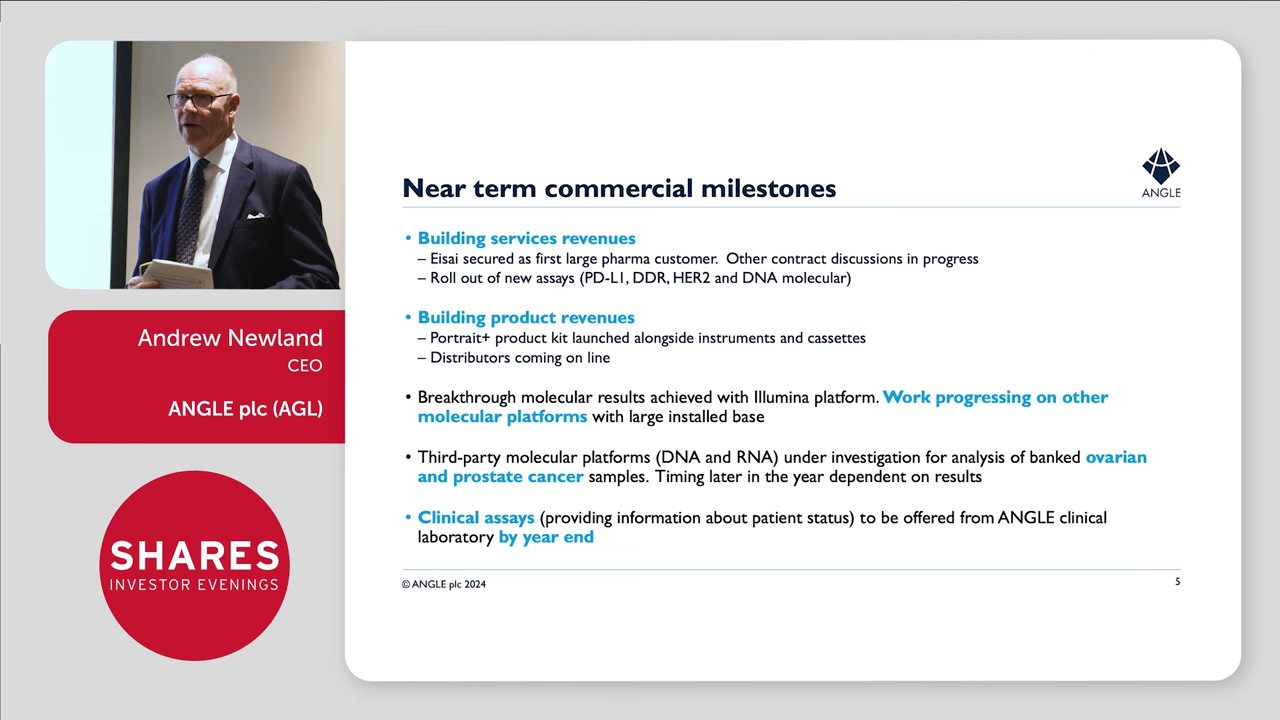 Andrew Newland
CEO
ANGLE plc (AGL)
SHARES
INVESTOR EVENINGS
ANGLE
Near term commercial milestones
• Building services revenues
– Eisai secured as first large pharma customer. Other contract discussions in progress
– Roll out of new assays (PD-L1, DDR, HER2 and DNA molecular)
• Building product revenues
– Portrait+ product kit launched alongside instruments and cassettes
– Distributors coming on line
• Breakthrough molecular results achieved with Illumina platform. Work progressing on other
molecular platforms with large installed base
• Third-party molecular platforms (DNA and RNA) under investigation for analysis of banked ovarian
and prostate cancer samples. Timing later in the year dependent on results
• Clinical assays (providing information about patient status) to be offered from ANGLE clinical
laboratory by year end
© ANGLE plc 2024
5